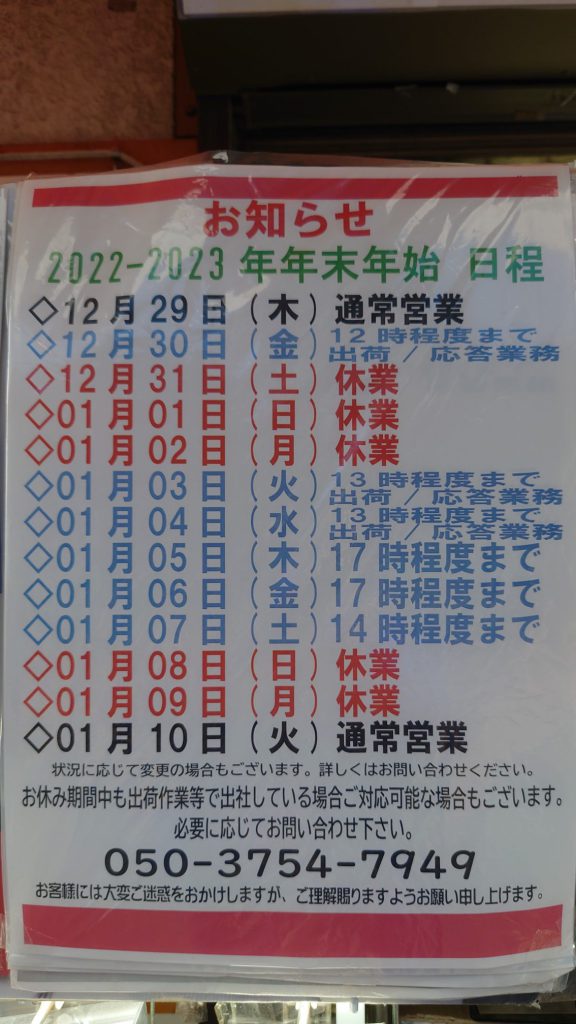 お知らせ
2022-2023年年末年始 日程
◇12月29日(木)通常営業
◇12月30日(金)12時程度まで
出荷/応答業務
◇12月31日(土)休業
◇01月01日(日)休業
◇01月02日(月)休業
◇01月03日(火)13時程度まで
出荷/応答業務
◇01月04日(水)13時程度まで
出荷/応答業務
◇01月05日(木)17時程度まで
◇01月06日(金)17時程度まで
◇01月07日(土)14時程度まで
◇01月08日(日)休業
◇01月09日(月)休業
◇01月10日(火)通常営業
状況に応じて変更の場合もございます。詳しくはお問い合わせください。
お休み期間中も出荷作業等で出社している場合ご対応可能な場合もございます。
必要に応じてお問い合わせ下さい。
050-3754-7949
お客様には大変ご迷惑をおかけしますが、ご理解賜りますようお願い申し上げます。